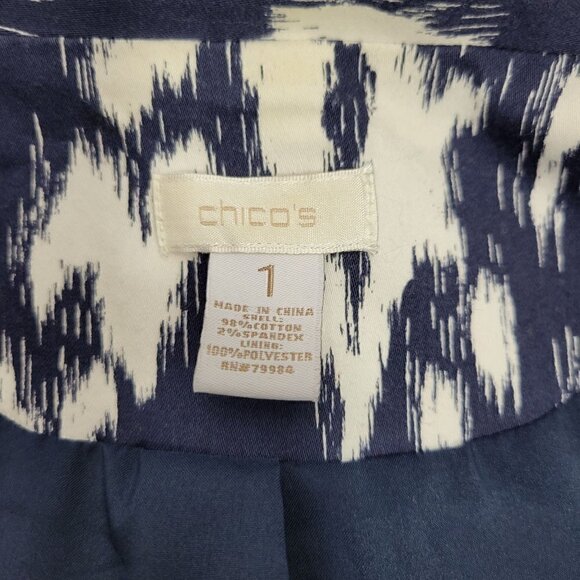 chico's
1
MADE IN CHINA
SHELL:
98%COTTON
2%SPANDEX
LINING:
100%POLYESTER
RN#79984